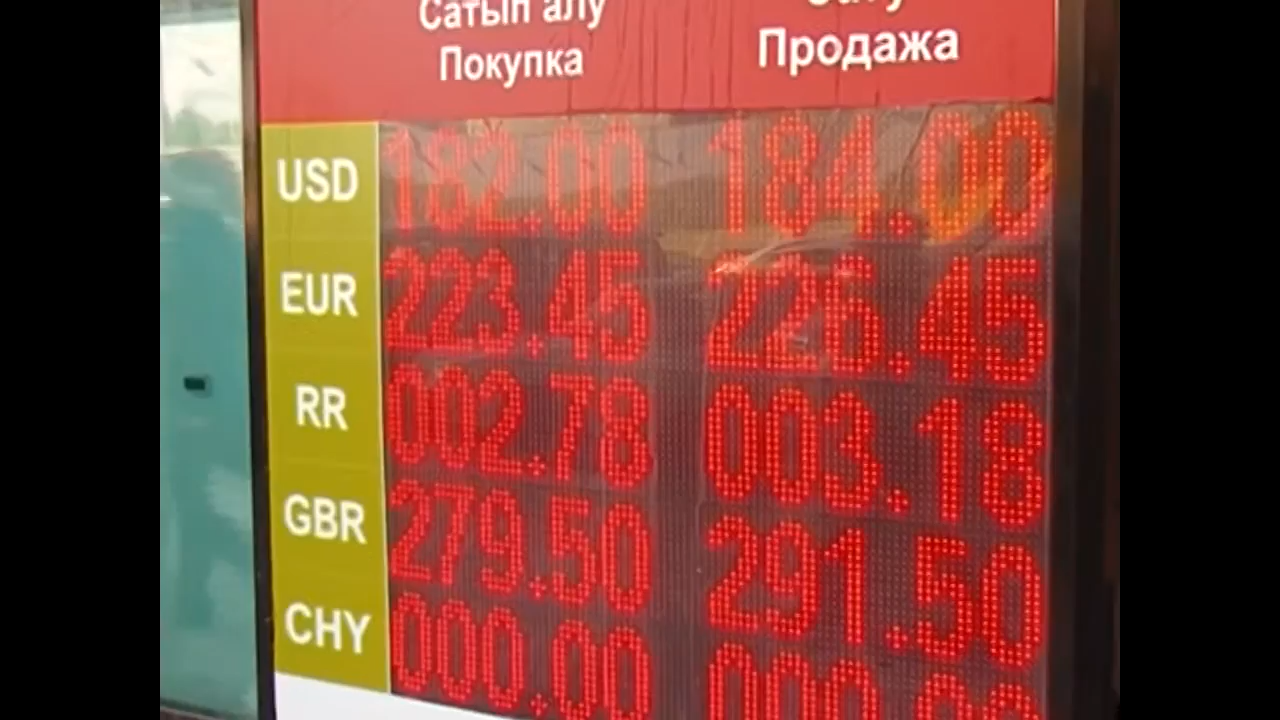 Сатып алу
Покупка Продажа
USD 182.00 184.00
EUR 223.45 226.45
RR 002.78 003.18
GBR 279.50 291.50
CHY 000.00